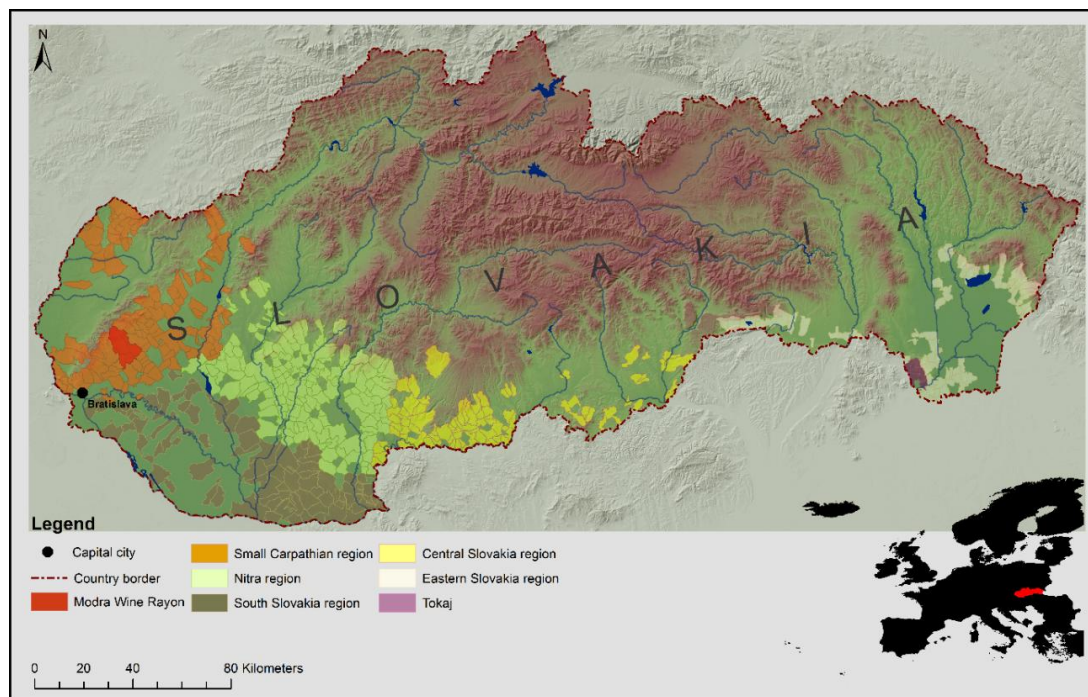 N
S L O V A K I A
Bratislava
Legend
Capital city
Country border
Modra Wine Rayon
Small Carpathian region
Nitra region
South Slovakia region
Central Slovakia region
Eastern Slovakia region
Tokaj
0 20 40 80 Kilometers